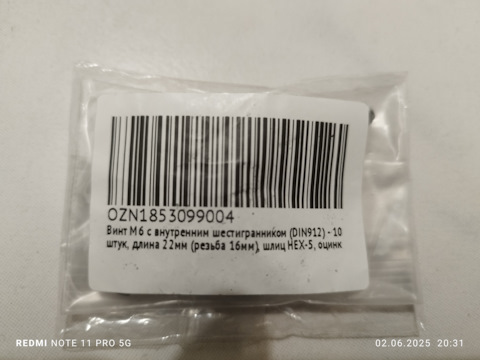 OZN1853099004
Винт М6 с внутренним шестигранником (DIN912) - 10
штук, длина 22мм (резьба 16мм), шлиц HEX-5, оцинк
REDMI NOTE 11 PRO 5G
02.06.2025 20:31